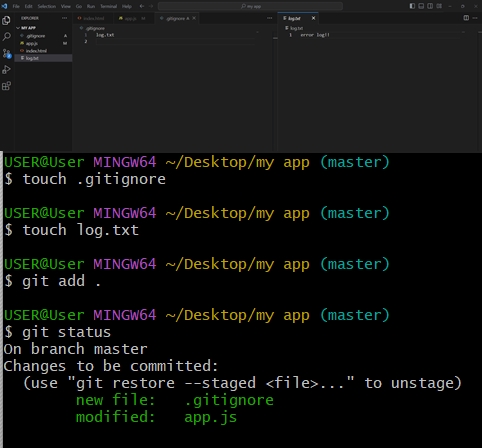 File Edit Selection View Go Run Terminal Help
my app
EXPLORER
index.html
app.js M
.gitignore
log.txt
MY APP
.gitignore
app.js M
index.html
log.txt
.gitignore
1 log.txt
2
log.txt
1 error log!!
USER@User MINGW64 ~/Desktop/my app (master)
$ touch .gitignore
USER@User MINGW64 ~/Desktop/my app (master)
$ touch log.txt
USER@User MINGW64 ~/Desktop/my app (master)
$ git add .
USER@User MINGW64 ~/Desktop/my app (master)
$ git status
On branch master
Changes to be committed:
(use "git restore --staged <file>..." to unstage)
new file: .gitignore
modified: app.js